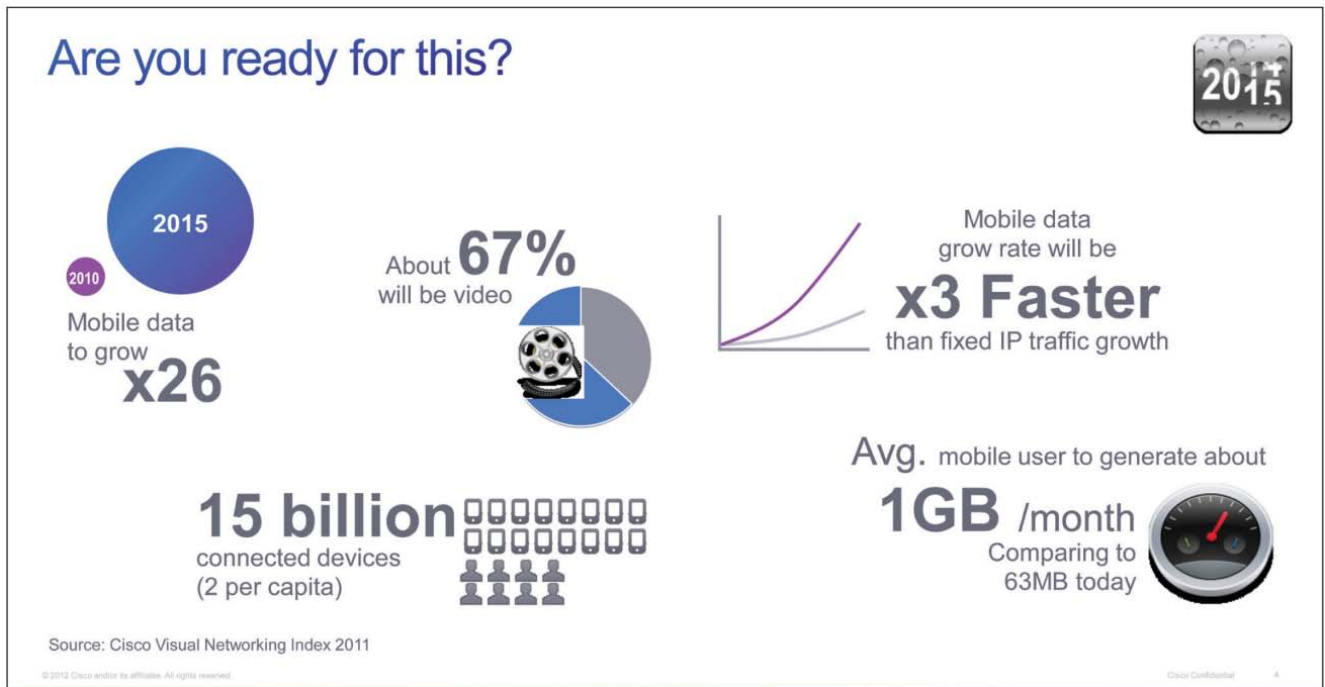 Are you ready for this?
2015
2015
2010
Mobile data
to grow
x26
About 67%
will be video
Mobile data
grow rate will be
x3 Faster
than fixed IP traffic growth
15 billion
connected devices
(2 per capita)
Avg. mobile user to generate about
1GB /month
Comparing to
63MB today
Source: Cisco Visual Networking Index 2011
© 2012 Cisco and/or its affiliates. All rights reserved.
Cisco Confidential 4